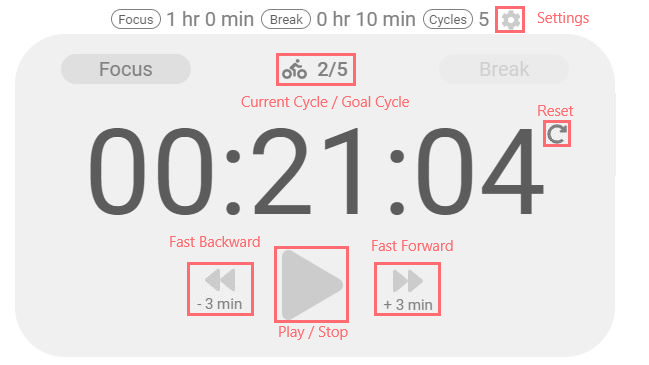 Focus 1 hr 0 min Break 0 hr 10 min Cycles 5 Settings
Focus 2/5 Break
Current Cycle / Goal Cycle
Reset
00:21:04
Fast Backward Fast Forward
- 3 min + 3 min
Play / Stop